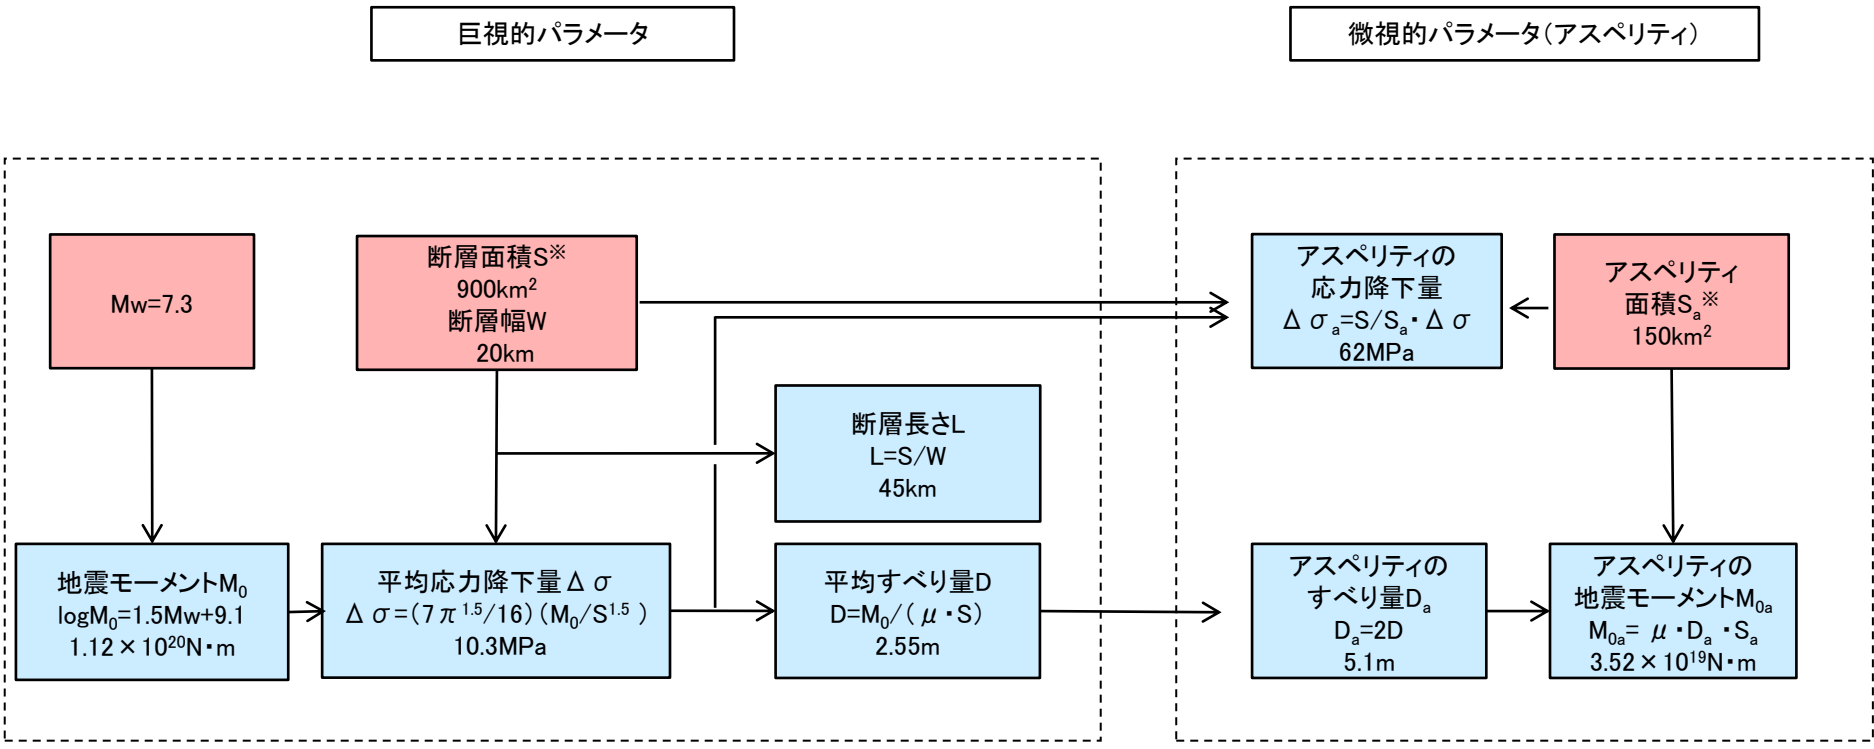 巨視的パラメータ
微視的パラメータ(アスペリティ)
Mw=7.3
断層面積S※
900km²
断層幅W
20km
アスペリティの
応力降下量
Δσₐ=S/Sₐ・Δσ
62MPa
アスペリティ
面積Sₐ※
150km²
断層長さL
L=S/W
45km
地震モーメントM₀
logM₀=1.5Mw+9.1
1.12×10²⁰N・m
平均応力降下量Δσ
Δσ=(7π¹·⁵/16)(M₀/S¹·⁵)
10.3MPa
平均すべり量D
D=M₀/(μ・S)
2.55m
アスペリティの
すべり量Dₐ
Dₐ=2D
5.1m
アスペリティの
地震モーメントM₀ₐ
M₀ₐ=μ・Dₐ・Sₐ
3.52×10¹⁹N・m